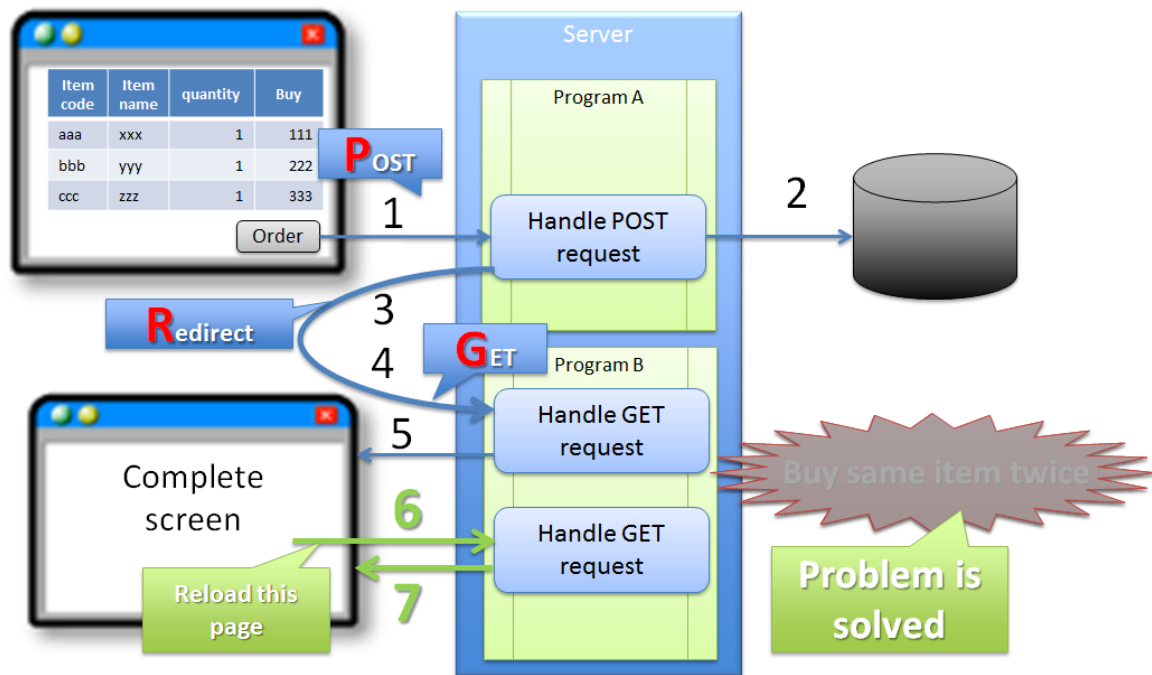 Server
Item code
Item name
quantity
Buy
aaa xxx 1 111
bbb yyy 1 222
ccc zzz 1 333
Order
POST
1
Program A
Handle POST
request
2
Redirect
3
4
GET
Program B
Handle GET
request
5
Complete
screen
6
Reload this
page
7
Handle GET
request
Buy same item twice
Problem is
solved